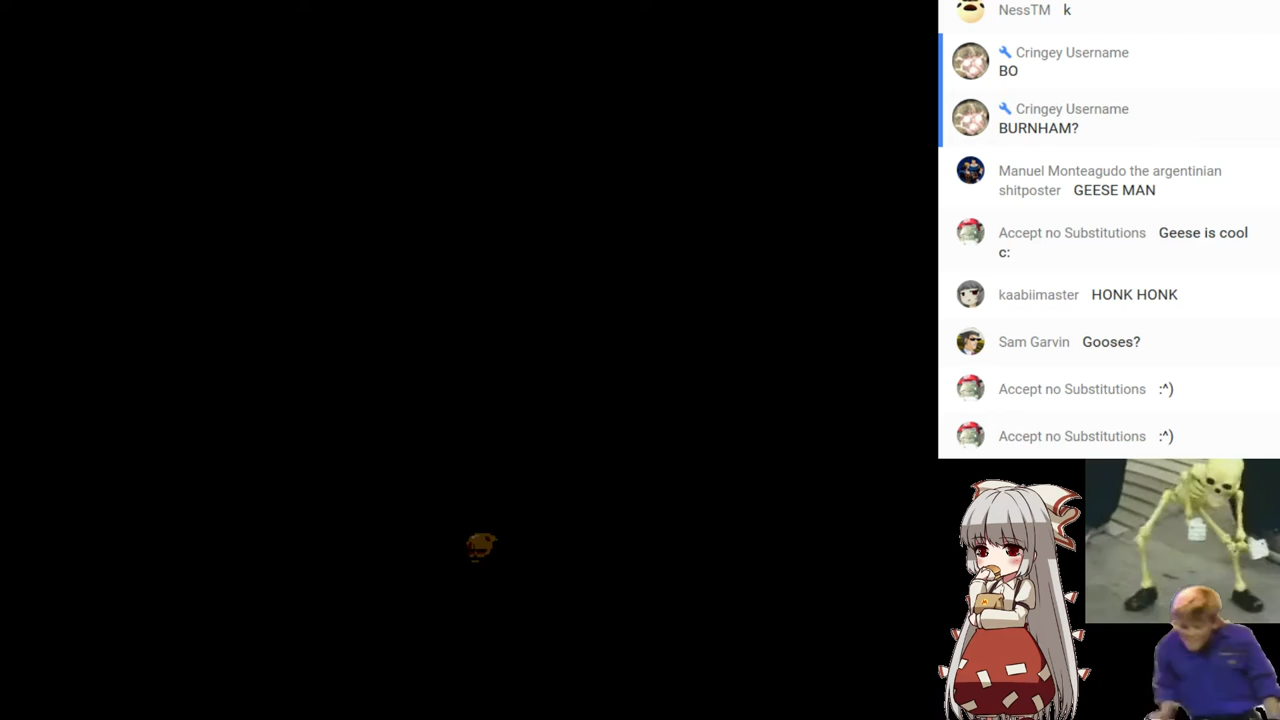 NessTM k
Cringey Username
BO
Cringey Username
BURNHAM?
Manuel Monteagudo the argentinian
shitposter GEESE MAN
Accept no Substitutions Geese is cool
c:
kaabiimaster HONK HONK
Sam Garvin Gooses?
Accept no Substitutions :^)
Accept no Substitutions :^)